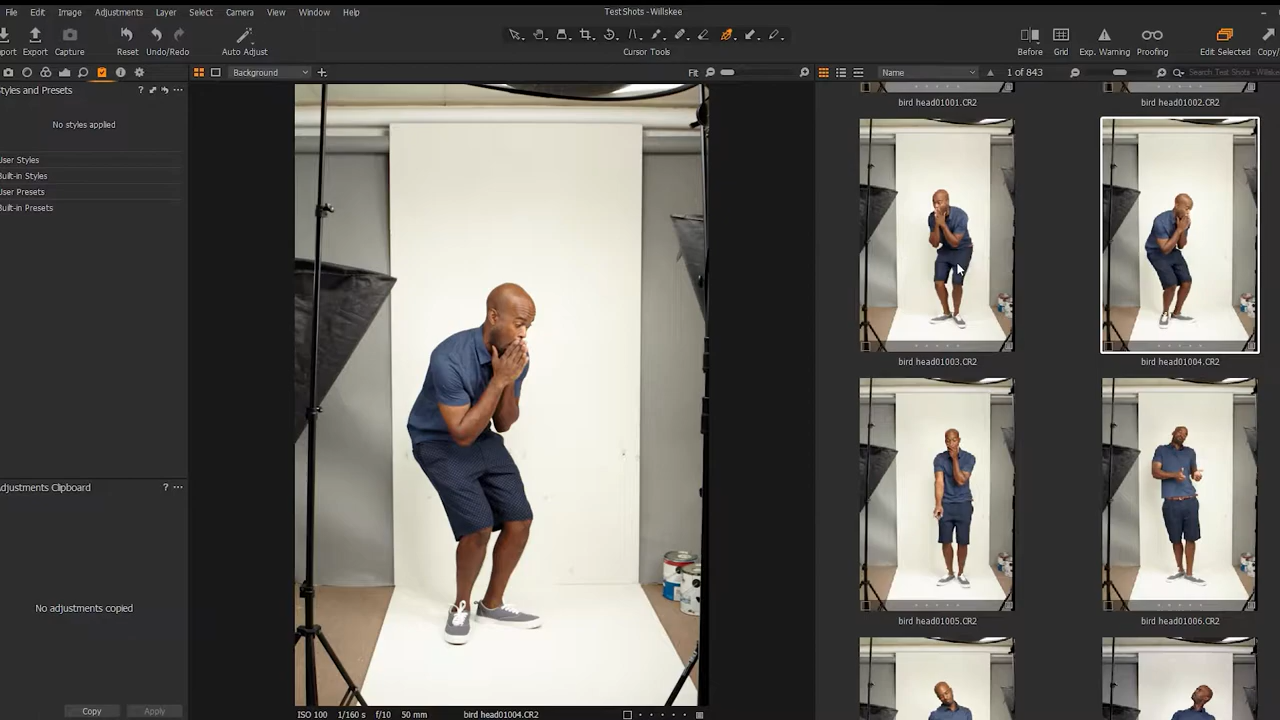 TestShots - Willskee
File Edit Image Adjustments Layer Select Camera View Window Help
Export Capture Reset Undo/Redo Auto Adjust Cursor Tools Before Grid Exp. Warning Proofing Edit Selected
Background Fit Name 1 of 843
Styles and Presets
No styles applied
User Styles
Built-in Styles
User Presets
Built-in Presets
bird head01001.CR2 bird head01002.CR2
bird head01003.CR2 bird head01004.CR2
Adjustments Clipboard
No adjustments copied
bird head01005.CR2 bird head01006.CR2
Copy Apply
ISO 100 1/160 s f/10 50 mm bird head01004.CR2